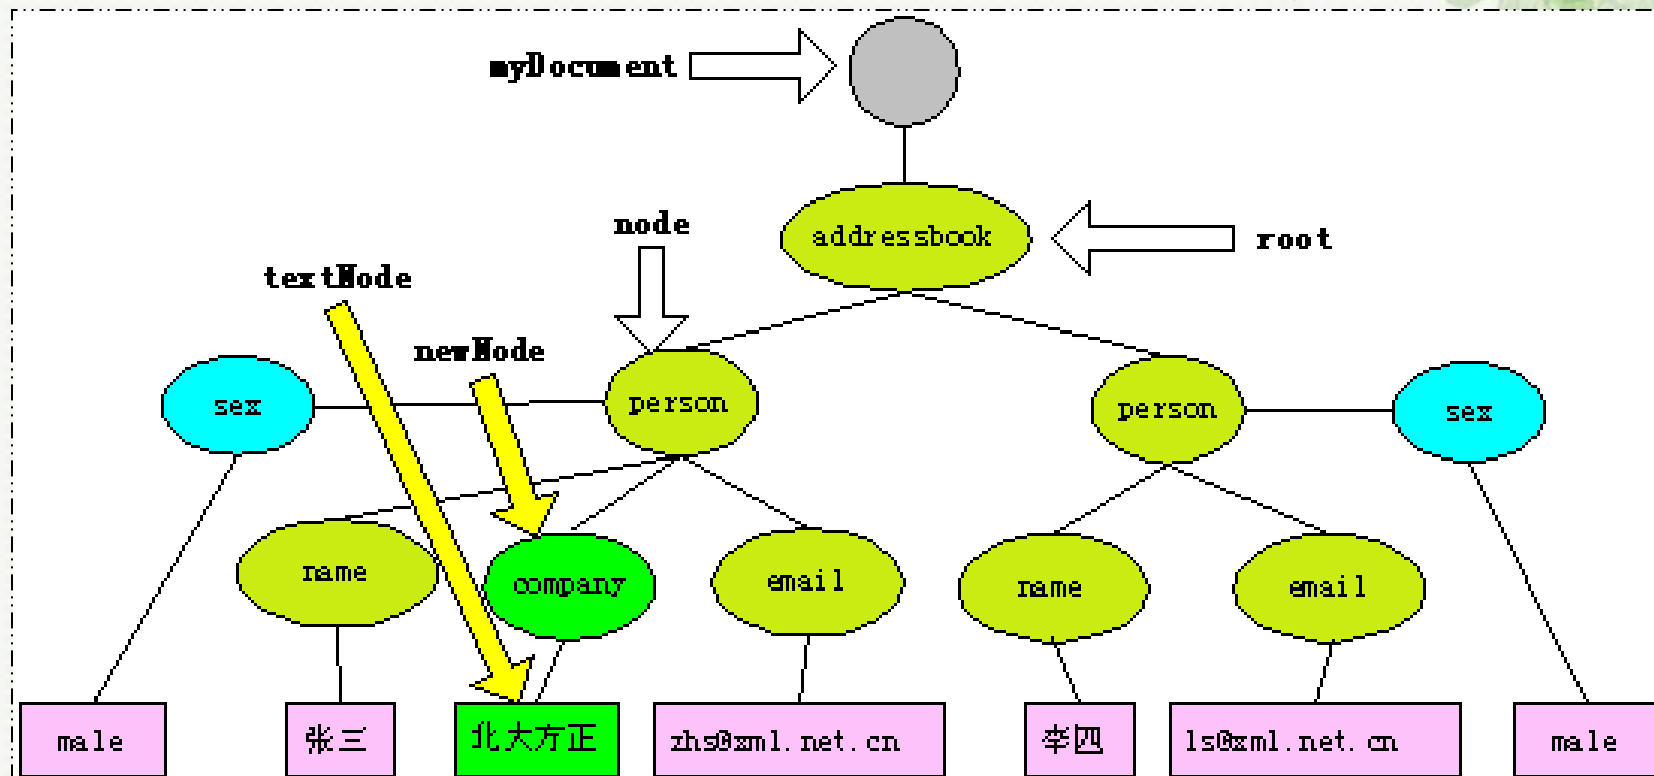 myDocument
addressbook
root
node
textNode
newNode
sex
person
person
sex
name
company
email
name
email
male
张三
北大方正
zhs@xml.net.cn
李四
ls@xml.net.cn
male